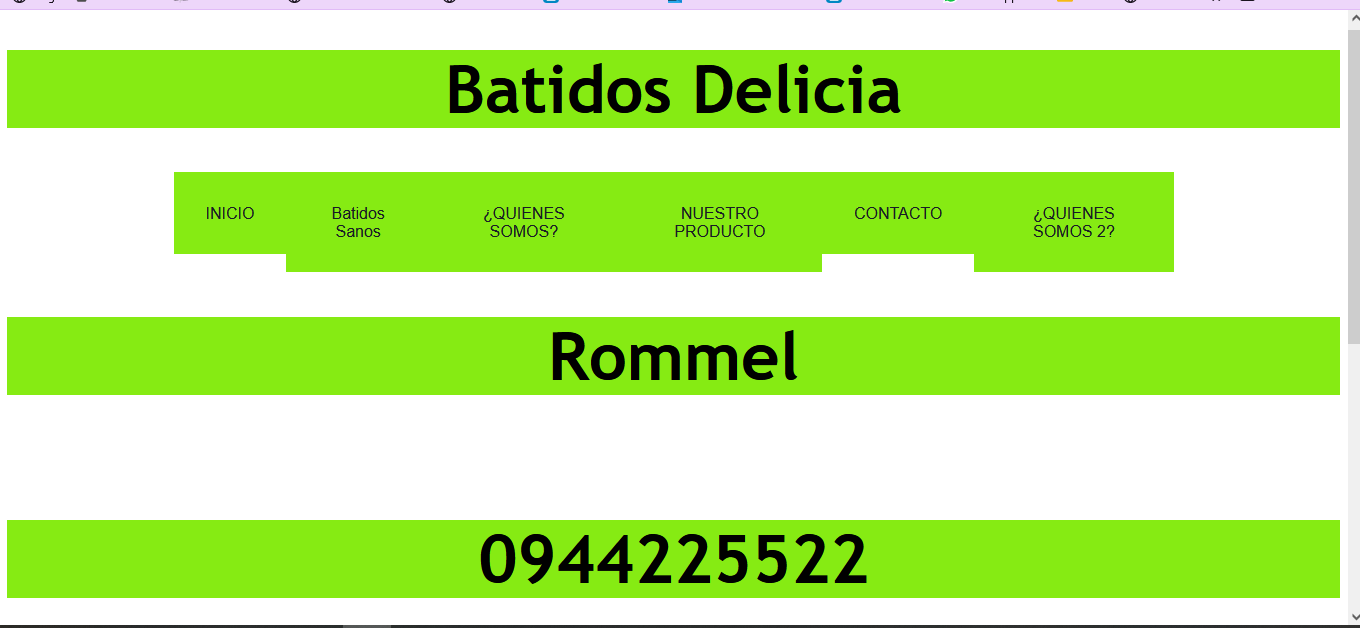 Batidos Delicia
INICIO
Batidos
Sanos
¿QUIENES
SOMOS?
NUESTRO
PRODUCTO
CONTACTO
¿QUIENES
SOMOS 2?
Rommel
0944225522